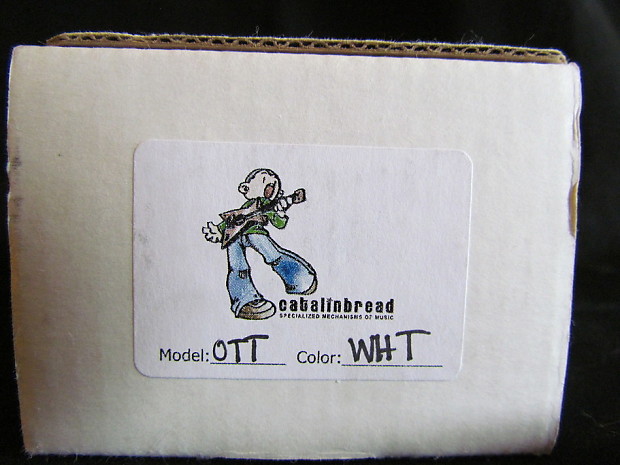 catalinbread
SPECIALIZED MECHANISMS OF MUSIC
Model: OTT Color: WHT